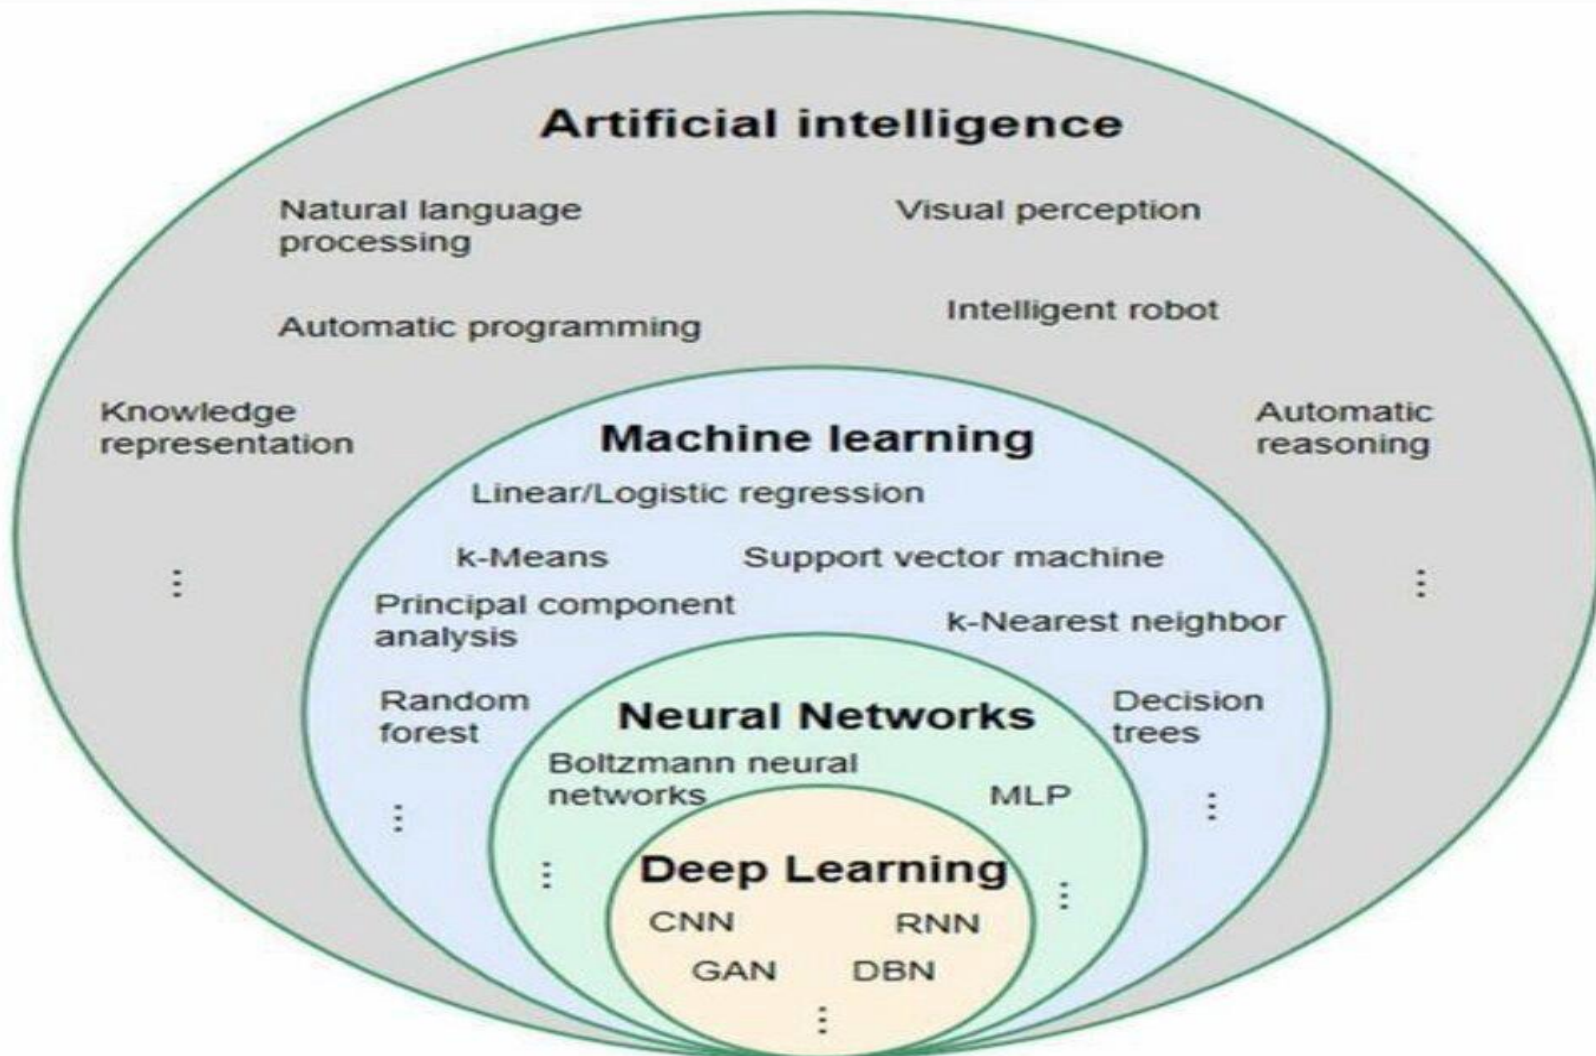 Artificial intelligence
Natural language
processing
Visual perception
Automatic programming
Intelligent robot
Knowledge
representation
Automatic
reasoning
⋮
⋮
Machine learning
Linear/Logistic regression
k-Means
Support vector machine
Principal component
analysis
k-Nearest neighbor
Random
forest
Decision
trees
⋮
⋮
Neural Networks
Boltzmann neural
networks
MLP
⋮
⋮
Deep Learning
CNN
RNN
GAN
DBN
⋮